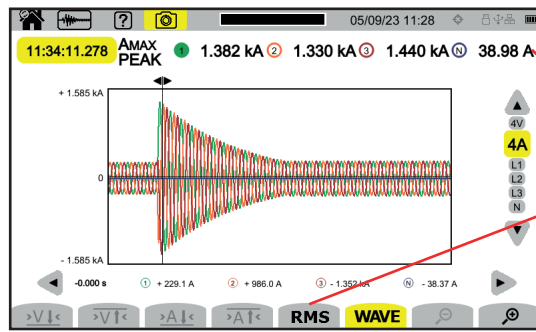 ? 05/09/23 11:28
11:34:11.278 AMAX PEAK 1 1.382 kA 2 1.330 kA 3 1.440 kA N 38.98 A
+ 1.585 kA
0
- 1.585 kA
4V
4A
L1
L2
L3
N
-0.000 s 1 + 229.1 A 2 + 986.0 A 3 - 1.352 kA N - 38.37 A
>V↓< >V↑< >A↓< >A↑< RMS WAVE